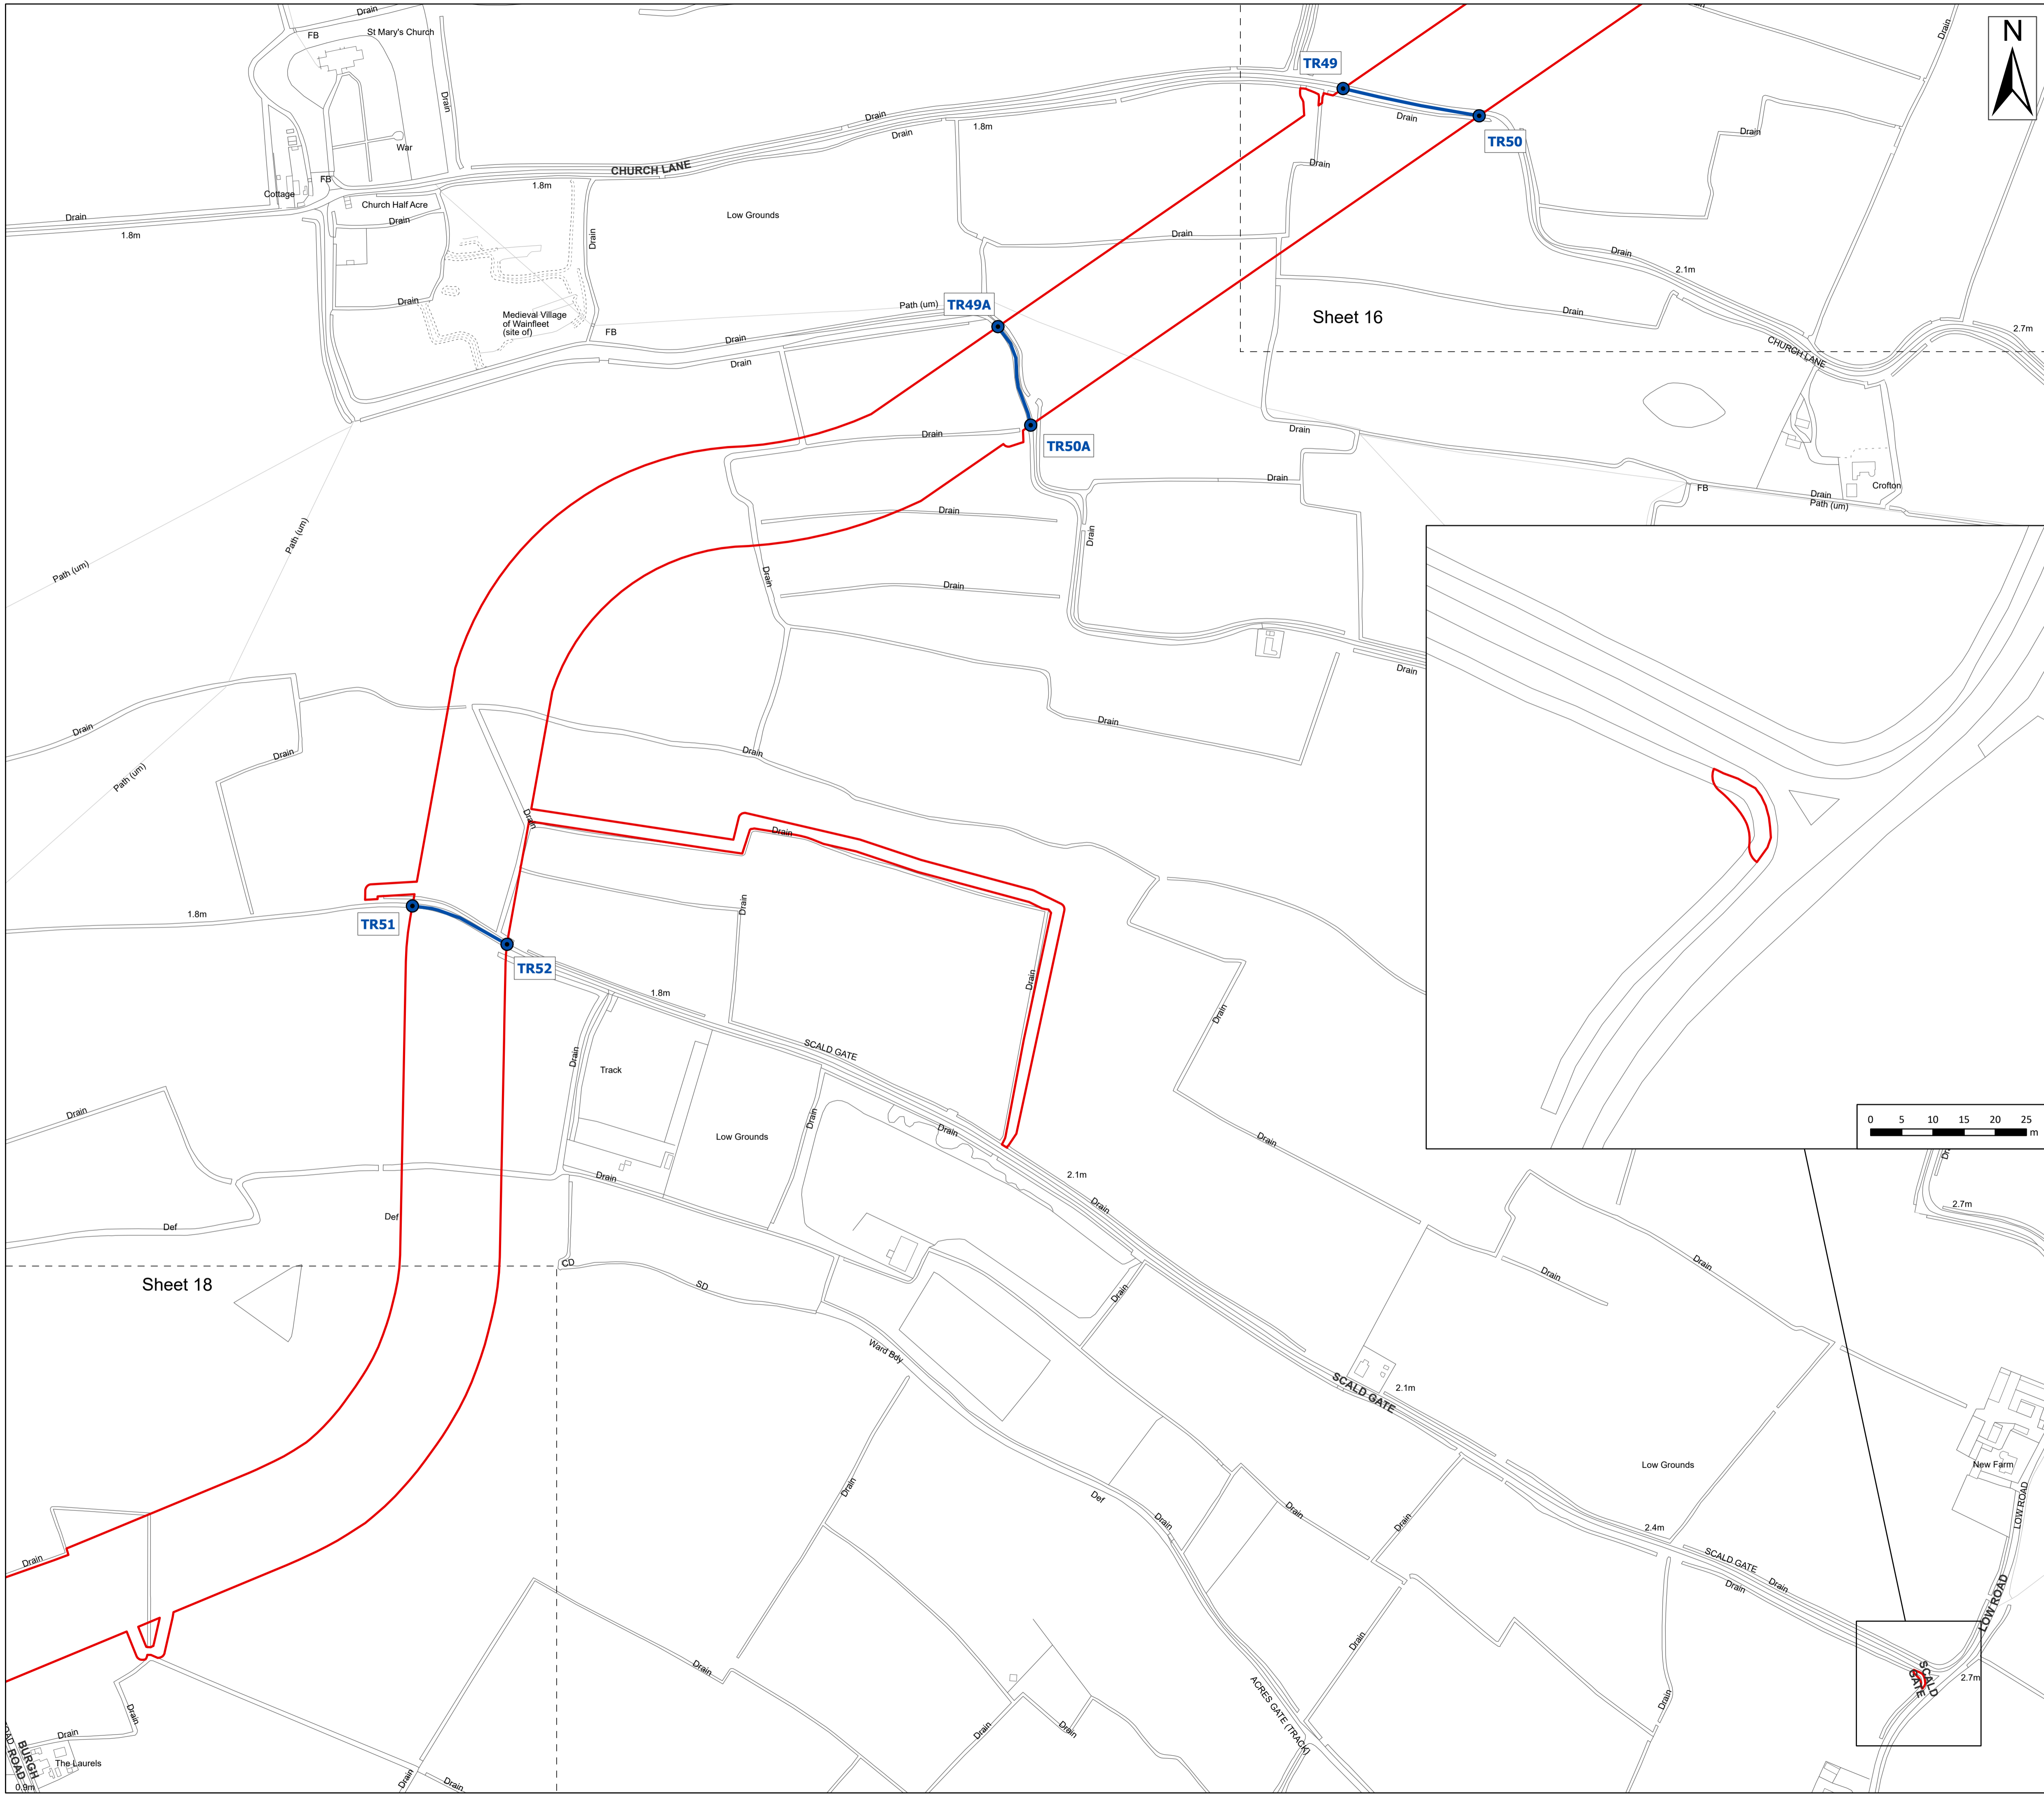 Drain
St Mary's Church
FB
Drain
N
TR49
Drain
Drain
Drain
1.8m
Drain
TR50
Drain
War
CHURCH LANE
Drain
FB
Cottage
1.8m
Church Half Acre
Drain
Drain
1.8m
Low Grounds
Drain
Drain
Drain
2.1m
Drain
Medieval Village
of Wainfleet
(site of)
FB
Path (um)
TR49A
Sheet 16
Drain
2.7m
CHURCH LANE
Drain
Drain
Drain
TR50A
Drain
Drain
Crofton
FB
Drain
Path (um)
Drain
Drain
Path (um)
Path (um)
Drain
Drain
Drain
Drain
Drain
Drain
Drain
Path (um)
Drain
Drain
Drain
1.8m
TR51
TR52
Drain
1.8m
Drain
SCALD GATE
Drain
Track
Drain
Drain
Drain
Low Grounds
Drain
0 5 10 15 20 25
m
Drain
2.1m
Drain
Drain
2.7m
Def
Def
Drain
Drain
CD
SD
Sheet 18
Drain
Ward Bdy
SCALD GATE
2.1m
Low Grounds
New Farm
Drain
Def
Drain
Drain
Drain
LOW ROAD
2.4m
SCALD GATE
Drain
Drain
Drain
LOW ROAD
Drain
Drain
SCALD
GATE
2.7m
Drain
ACRES GATE (TRACK)
Drain
Drain
Drain
Drain
BURGH
ROAD
The Laurels
0.9m
Drain
Drain